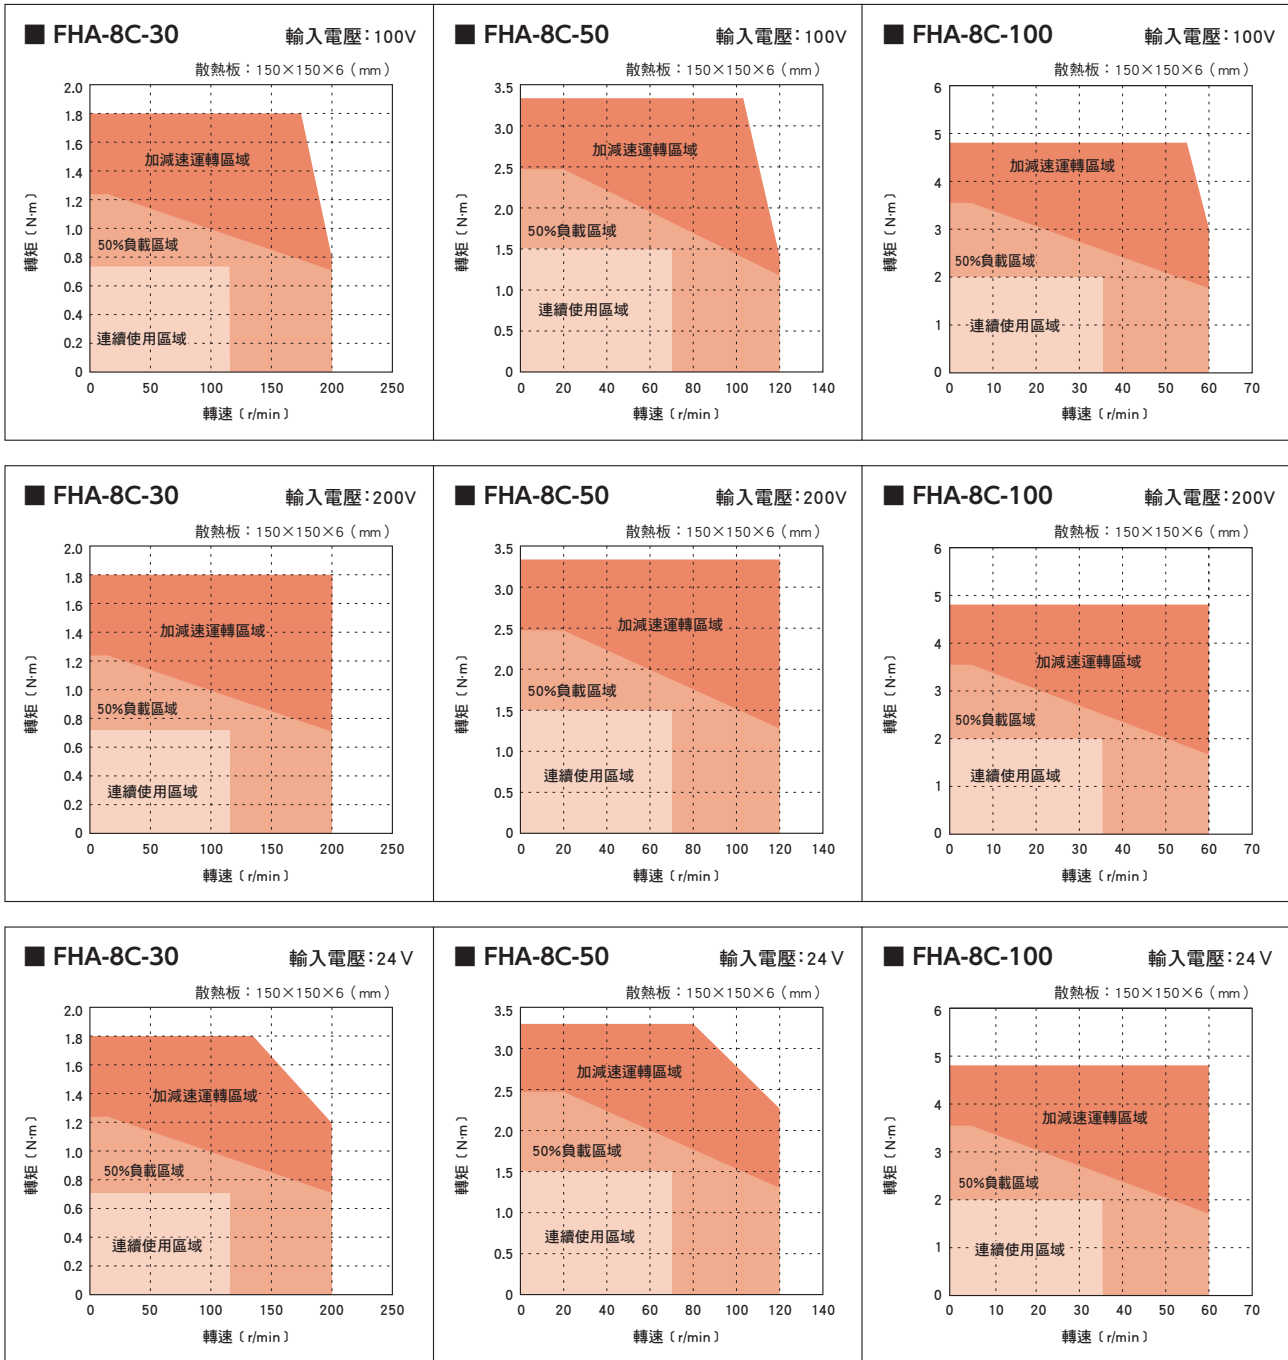 ■ FHA-8C-30 輸入電壓:100V
散熱板：150×150×6（mm）
2.0
1.8
1.6
1.4
1.2
1.0
0.8
0.6
0.4
0.2
0
轉矩〔N·m〕
加減速運轉區域
50%負載區域
連續使用區域
0 50 100 150 200 250
轉速〔r/min〕
■ FHA-8C-50 輸入電壓:100V
散熱板：150×150×6（mm）
3.5
3.0
2.5
2.0
1.5
1.0
0.5
0
轉矩〔N·m〕
加減速運轉區域
50%負載區域
連續使用區域
0 20 40 60 80 100 120 140
轉速〔r/min〕
■ FHA-8C-100 輸入電壓:100V
散熱板：150×150×6（mm）
6
5
4
3
2
1
0
轉矩〔N·m〕
加減速運轉區域
50%負載區域
連續使用區域
0 10 20 30 40 50 60 70
轉速〔r/min〕
■ FHA-8C-30 輸入電壓:200V
散熱板：150×150×6（mm）
2.0
1.8
1.6
1.4
1.2
1.0
0.8
0.6
0.4
0.2
0
轉矩〔N·m〕
加減速運轉區域
50%負載區域
連續使用區域
0 50 100 150 200 250
轉速〔r/min〕
■ FHA-8C-50 輸入電壓:200V
散熱板：150×150×6（mm）
3.5
3.0
2.5
2.0
1.5
1.0
0.5
0
轉矩〔N·m〕
加減速運轉區域
50%負載區域
連續使用區域
0 20 40 60 80 100 120 140
轉速〔r/min〕
■ FHA-8C-100 輸入電壓:200V
散熱板：150×150×6（mm）
6
5
4
3
2
1
0
轉矩〔N·m〕
加減速運轉區域
50%負載區域
連續使用區域
0 10 20 30 40 50 60 70
轉速〔r/min〕
■ FHA-8C-30 輸入電壓:24V
散熱板：150×150×6（mm）
2.0
1.8
1.6
1.4
1.2
1.0
0.8
0.6
0.4
0.2
0
轉矩〔N·m〕
加減速運轉區域
50%負載區域
連續使用區域
0 50 100 150 200 250
轉速〔r/min〕
■ FHA-8C-50 輸入電壓:24V
散熱板：150×150×6（mm）
3.5
3.0
2.5
2.0
1.5
1.0
0.5
0
轉矩〔N·m〕
加減速運轉區域
50%負載區域
連續使用區域
0 20 40 60 80 100 120 140
轉速〔r/min〕
■ FHA-8C-100 輸入電壓:24V
散熱板：150×150×6（mm）
6
5
4
3
2
1
0
轉矩〔N·m〕
加減速運轉區域
50%負載區域
連續使用區域
0 10 20 30 40 50 60 70
轉速〔r/min〕